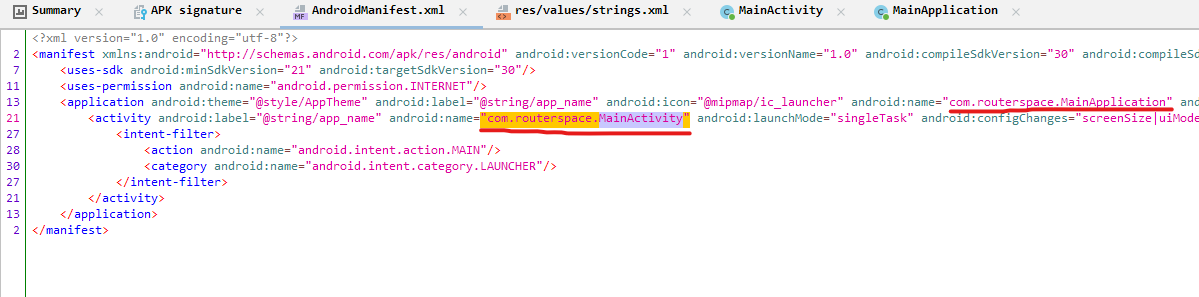 Summary APK signature AndroidManifest.xml res/values/strings.xml MainActivity MainApplication
<?xml version="1.0" encoding="utf-8"?>
2 <manifest xmlns:android="http://schemas.android.com/apk/res/android" android:versionCode="1" android:versionName="1.0" android:compileSdkVersion="30" android:compileSd
7 <uses-sdk android:minSdkVersion="21" android:targetSdkVersion="30"/>
11 <uses-permission android:name="android.permission.INTERNET"/>
13 <application android:theme="@style/AppTheme" android:label="@string/app_name" android:icon="@mipmap/ic_launcher" android:name="com.routerspace.MainApplication" and
21 <activity android:label="@string/app_name" android:name="com.routerspace.MainActivity" android:launchMode="singleTask" android:configChanges="screenSize|uiMode
27 <intent-filter>
28 <action android:name="android.intent.action.MAIN"/>
30 <category android:name="android.intent.category.LAUNCHER"/>
27 </intent-filter>
21 </activity>
13 </application>
2 </manifest>